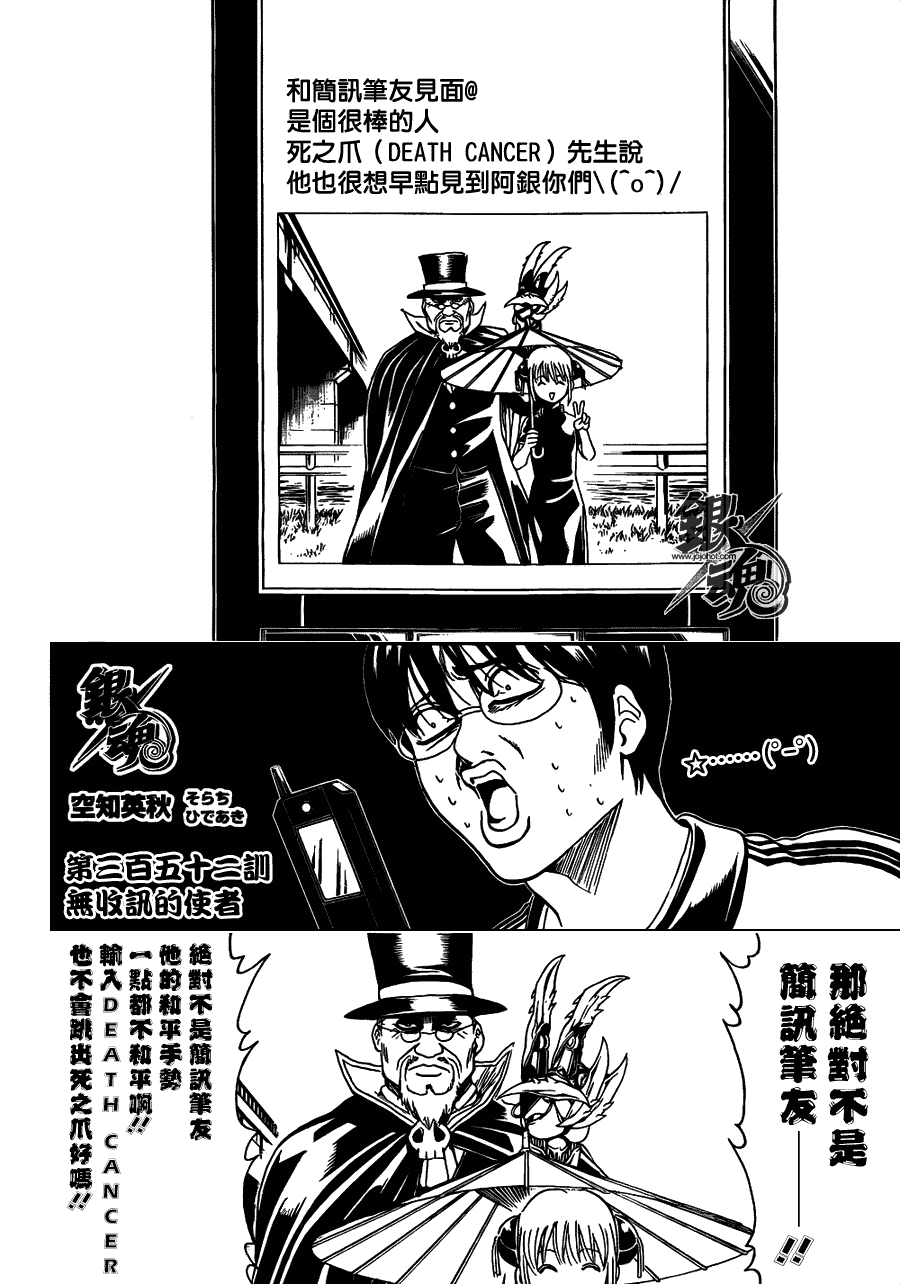 和簡訊筆友見面@
是個很棒的人
死之爪（DEATH CANCER）先生說
他也很想早點見到阿銀你們\(^o^)/
銀魂
www.jojohot.com
☆……(°-°)
銀魂
空知英秋 そらち ひであき
第三百五十二訓
無收訊的使者
那絕對不是
簡訊筆友——!!
絕對不是簡訊筆友
他的和平手勢
一點都不和平啊!!
輸入DEATH CANCER
也不會跳出死之爪好嗎!!